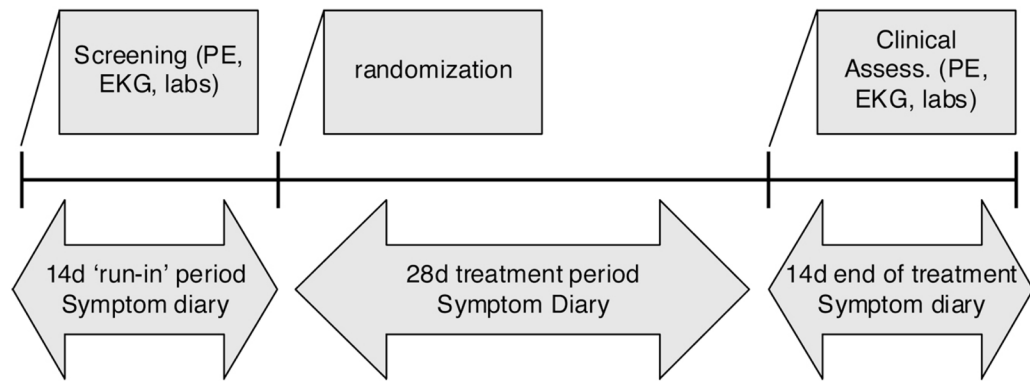 Screening (PE,
EKG, labs)
randomization
Clinical
Assess. (PE,
EKG, labs)
14d ‘run-in’ period
Symptom diary
28d treatment period
Symptom Diary
14d end of treatment
Symptom diary